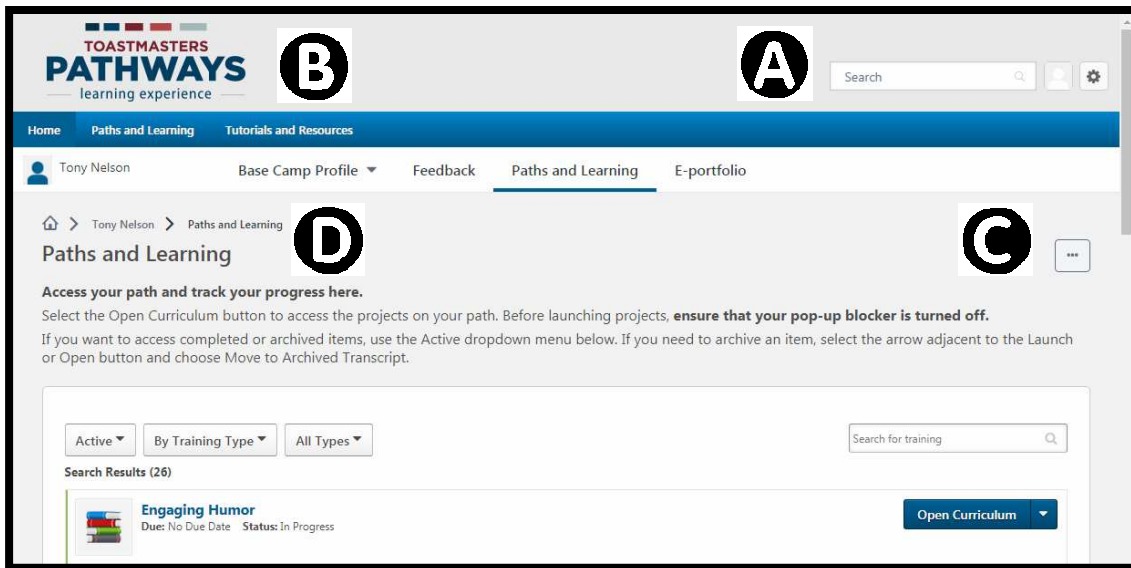 TOASTMASTERS
PATHWAYS
learning experience
B
A
Search
Home Paths and Learning Tutorials and Resources
Tony Nelson Base Camp Profile Feedback Paths and Learning E-portfolio
Tony Nelson Paths and Learning
D
C
Paths and Learning
Access your path and track your progress here.
Select the Open Curriculum button to access the projects on your path. Before launching projects, ensure that your pop-up blocker is turned off.
If you want to access completed or archived items, use the Active dropdown menu below. If you need to archive an item, select the arrow adjacent to the Launch
or Open button and choose Move to Archived Transcript.
Active By Training Type All Types Search for training
Search Results (26)
Engaging Humor
Due: No Due Date Status: In Progress
Open Curriculum